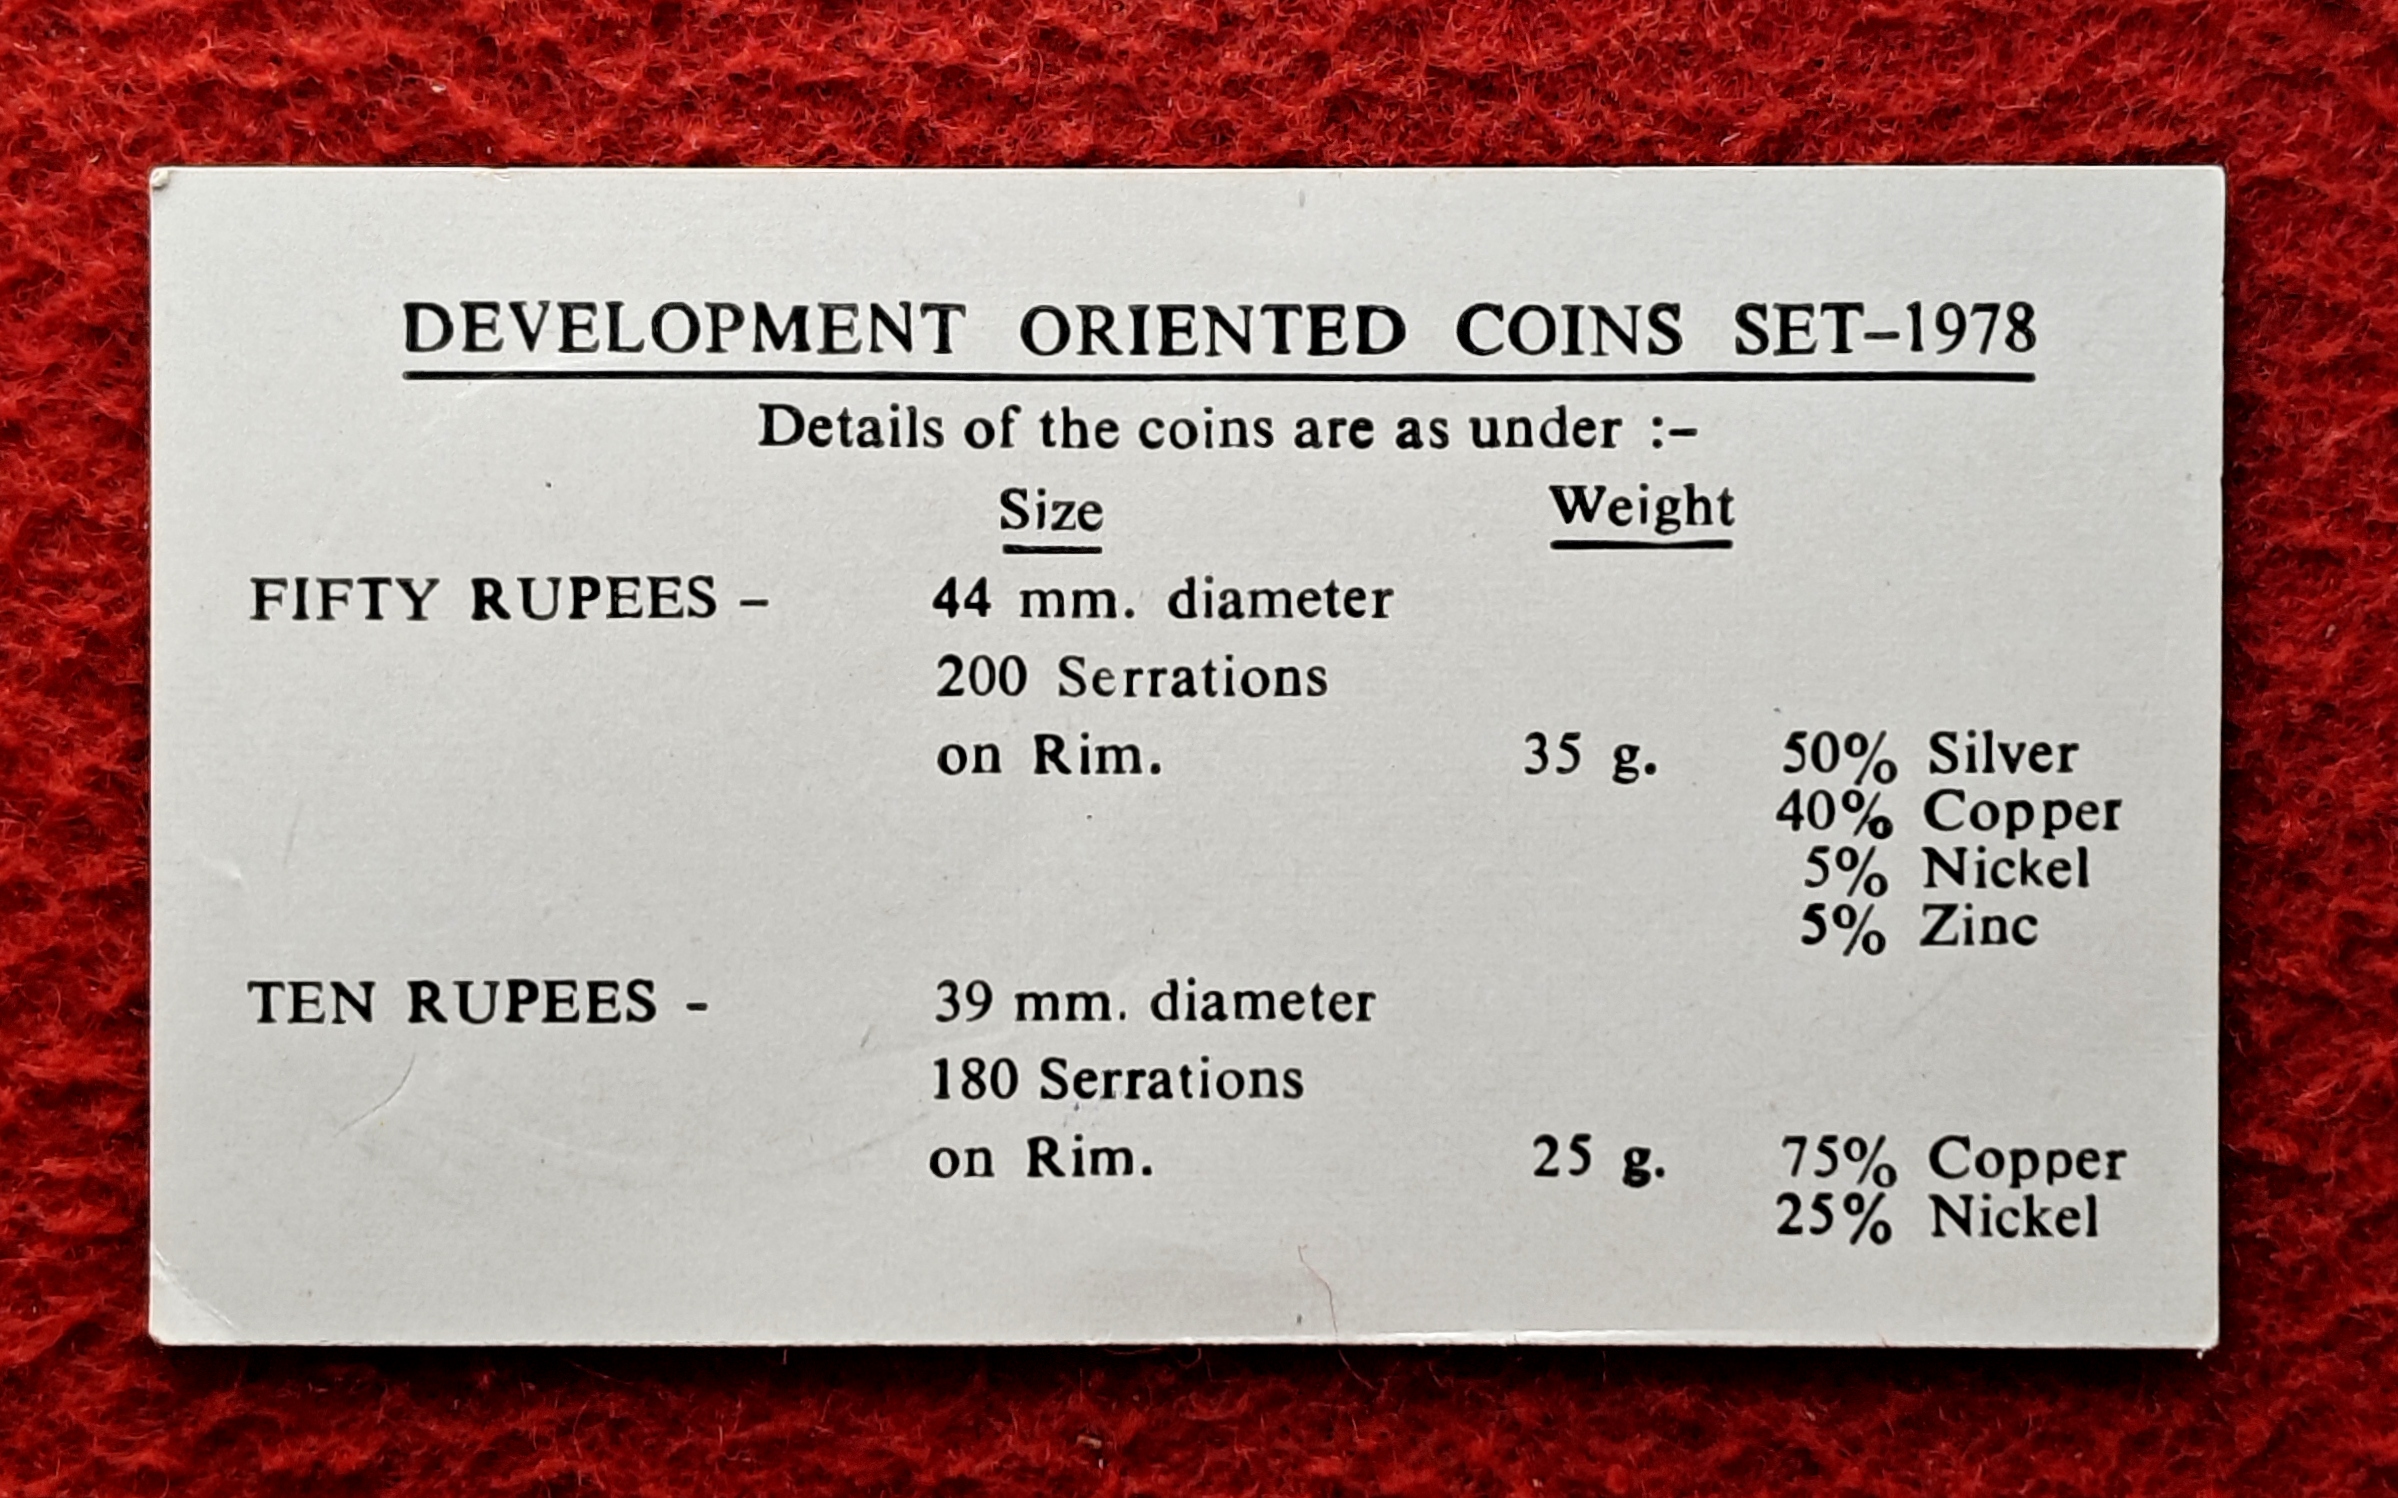 DEVELOPMENT ORIENTED COINS SET-1978
Details of the coins are as under :-
Size Weight
FIFTY RUPEES - 44 mm. diameter
200 Serrations
on Rim. 35 g. 50% Silver
40% Copper
5% Nickel
5% Zinc
TEN RUPEES - 39 mm. diameter
180 Serrations
on Rim. 25 g. 75% Copper
25% Nickel